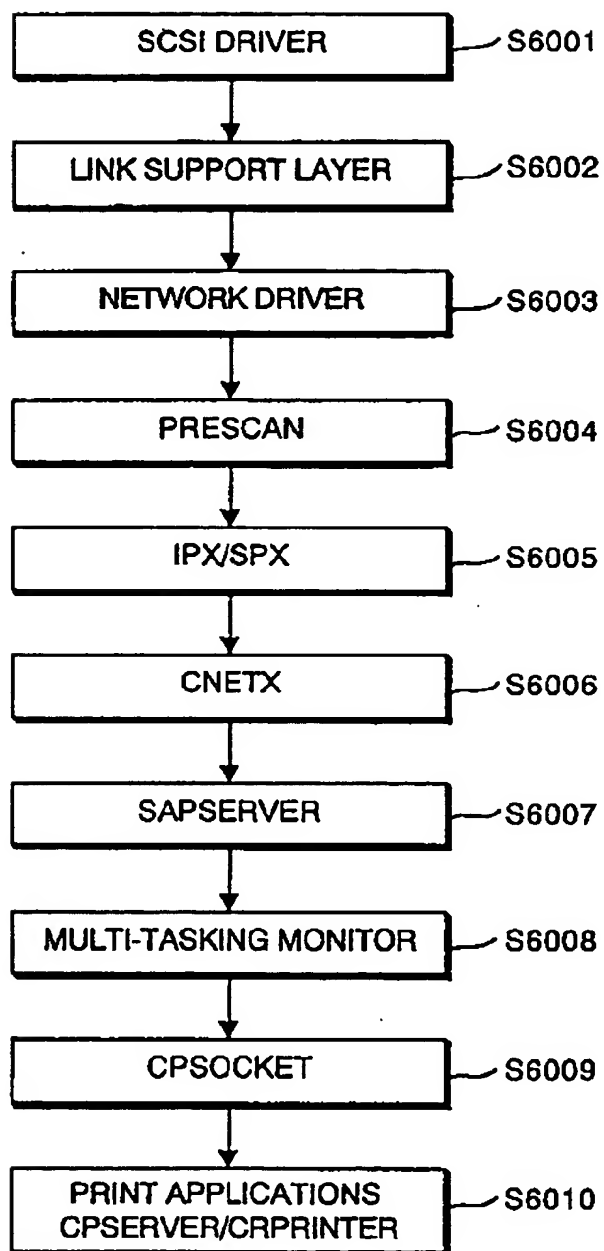 SCSI DRIVER
S6001
LINK SUPPORT LAYER
S6002
NETWORK DRIVER
S6003
PRESCAN
S6004
IPX/SPX
S6005
CNETX
S6006
SAPSERVER
S6007
MULTI-TASKING MONITOR
S6008
CPSOCKET
S6009
PRINT APPLICATIONS
CPSERVER/CRPRINTER
S6010